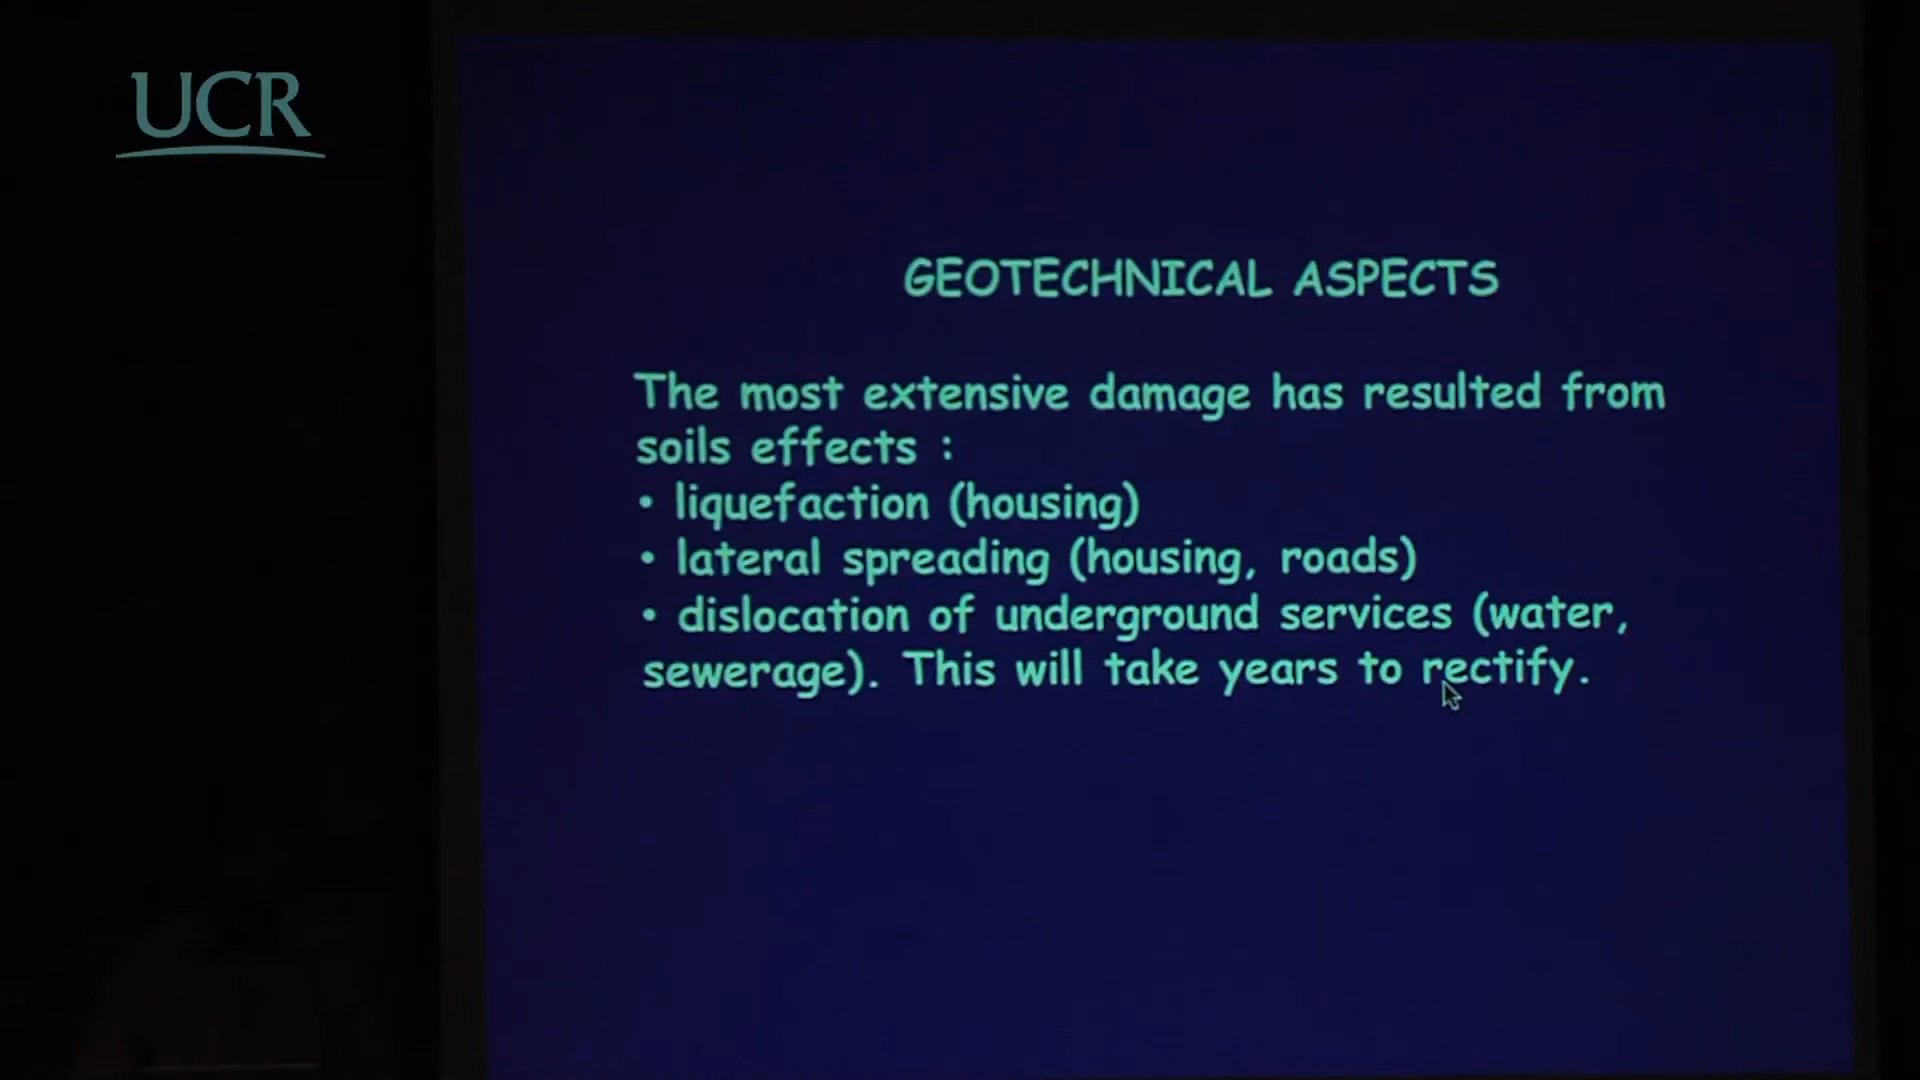 UCR
GEOTECHNICAL ASPECTS
The most extensive damage has resulted from
soils effects :
• liquefaction (housing)
• lateral spreading (housing, roads)
• dislocation of underground services (water,
sewerage). This will take years to rectify.